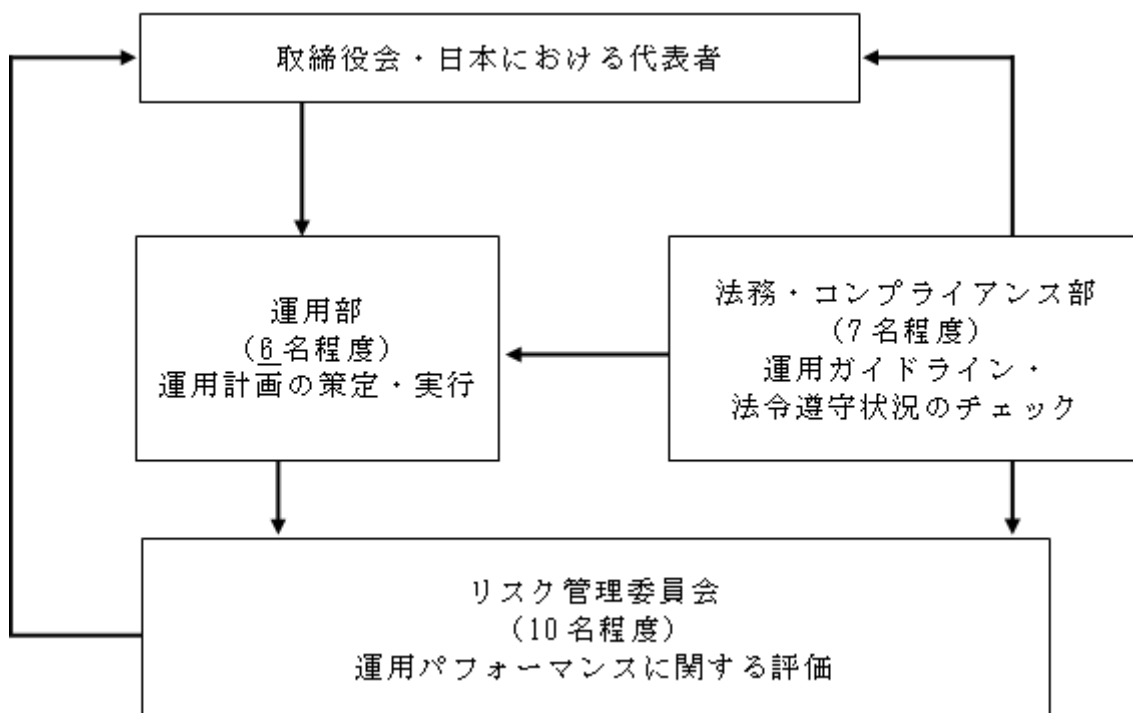 取締役会・日本における代表者
運用部
(6名程度)
運用計画の策定・実行
法務・コンプライアンス部
(7名程度)
運用ガイドライン・
法令遵守状況のチェック
リスク管理委員会
(10名程度)
運用パフォーマンスに関する評価